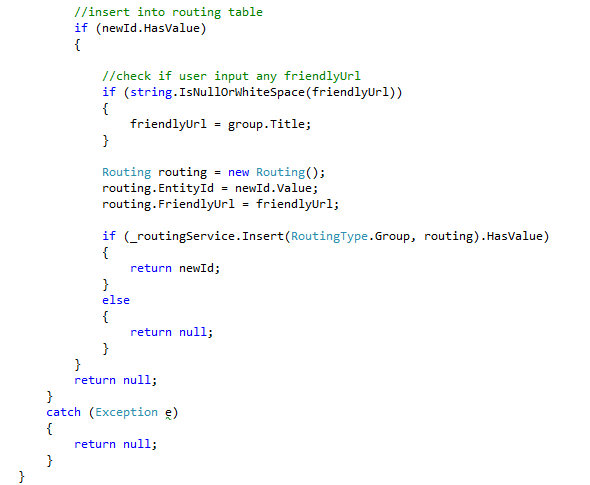 //insert into routing table
if (newId.HasValue)
{
//check if user input any friendlyUrl
if (string.IsNullOrWhiteSpace(friendlyUrl))
{
friendlyUrl = group.Title;
}
Routing routing = new Routing();
routing.EntityId = newId.Value;
routing.FriendlyUrl = friendlyUrl;
if (_routingService.Insert(RoutingType.Group, routing).HasValue)
{
return newId;
}
else
{
return null;
}
}
return null;
}
catch (Exception e)
{
return null;
}
}